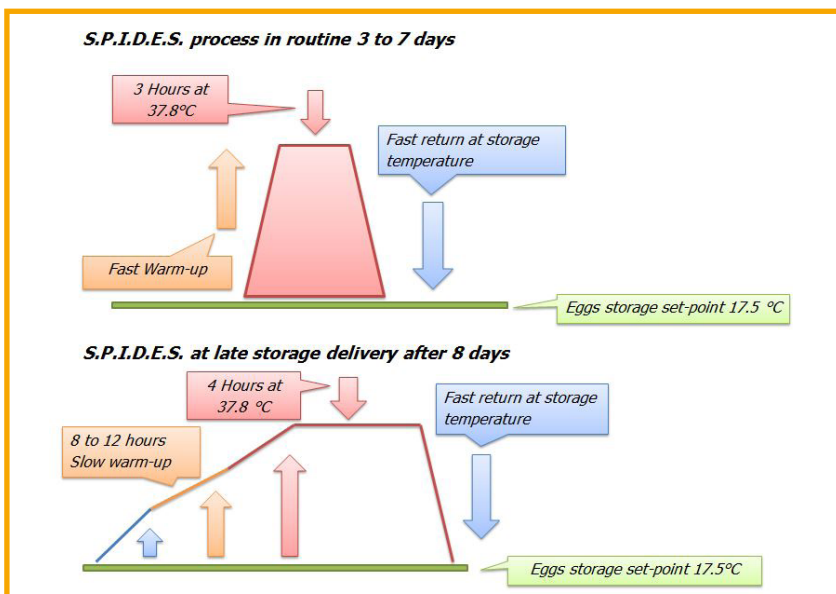 S.P.I.D.E.S. process in routine 3 to 7 days
3 Hours at
37.8°C
Fast return at storage
temperature
Fast Warm-up
Eggs storage set-point 17.5 °C
S.P.I.D.E.S. at late storage delivery after 8 days
4 Hours at
37.8 °C
Fast return at storage
temperature
8 to 12 hours
Slow warm-up
Eggs storage set-point 17.5°C